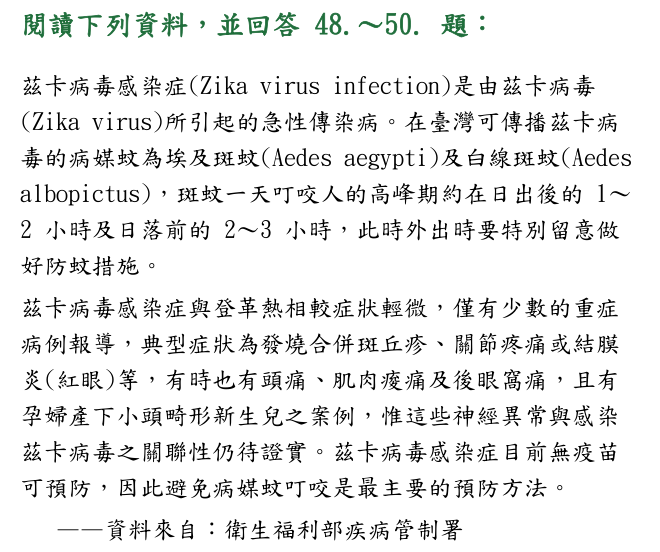 閱讀下列資料，並回答 48.～50. 題：
茲卡病毒感染症(Zika virus infection)是由茲卡病毒
(Zika virus)所引起的急性傳染病。在臺灣可傳播茲卡病
毒的病媒蚊為埃及斑蚊(Aedes aegypti)及白線斑蚊(Aedes
albopictus)，斑蚊一天叮咬人的高峰期約在日出後的 1～
2 小時及日落前的 2～3 小時，此時外出時要特別留意做
好防蚊措施。
茲卡病毒感染症與登革熱相較症狀輕微，僅有少數的重症
病例報導，典型症狀為發燒合併斑丘疹、關節疼痛或結膜
炎(紅眼)等，有時也有頭痛、肌肉痠痛及後眼窩痛，且有
孕婦產下小頭畸形新生兒之案例，惟這些神經異常與感染
茲卡病毒之關聯性仍待證實。茲卡病毒感染症目前無疫苗
可預防，因此避免病媒蚊叮咬是最主要的預防方法。
——資料來自：衛生福利部疾病管制署